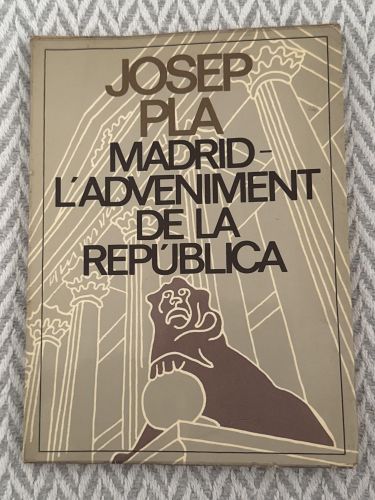 JOSEP
PLA
MADRID-
L'ADVENIMENT
DE LA
REPÚBLICA